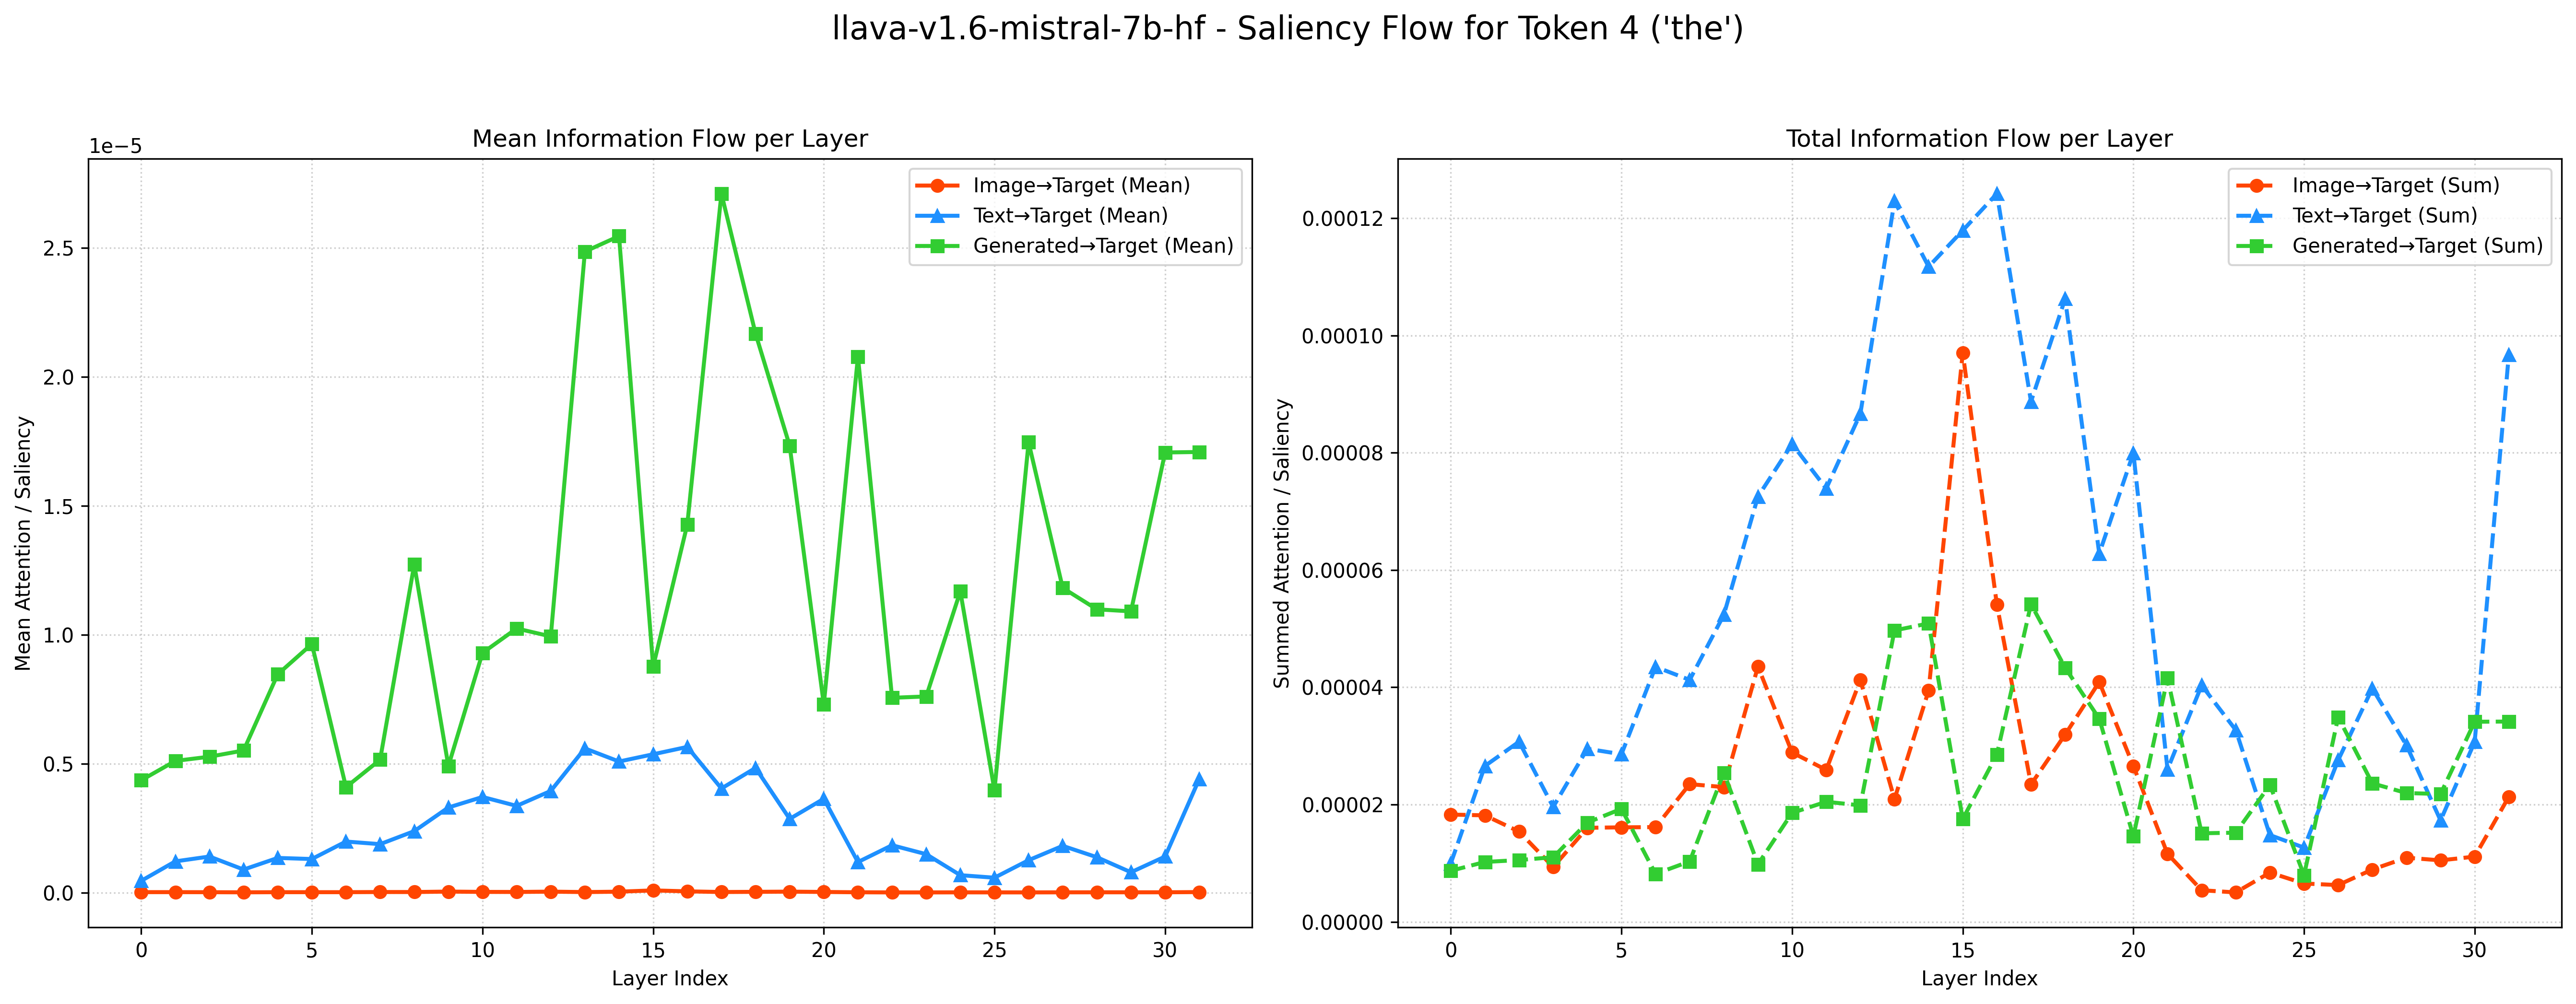 llava-v1.6-mistral-7b-hf - Saliency Flow for Token 4 ('the')
Mean Information Flow per Layer
1e−5
Image→Target (Mean)
Text→Target (Mean)
Generated→Target (Mean)
2.5
2.0
1.5
1.0
0.5
0.0
Mean Attention / Saliency
0 5 10 15 20 25 30
Layer Index
Total Information Flow per Layer
Image→Target (Sum)
Text→Target (Sum)
Generated→Target (Sum)
0.00012
0.00010
0.00008
0.00006
0.00004
0.00002
0.00000
Summed Attention / Saliency
0 5 10 15 20 25 30
Layer Index